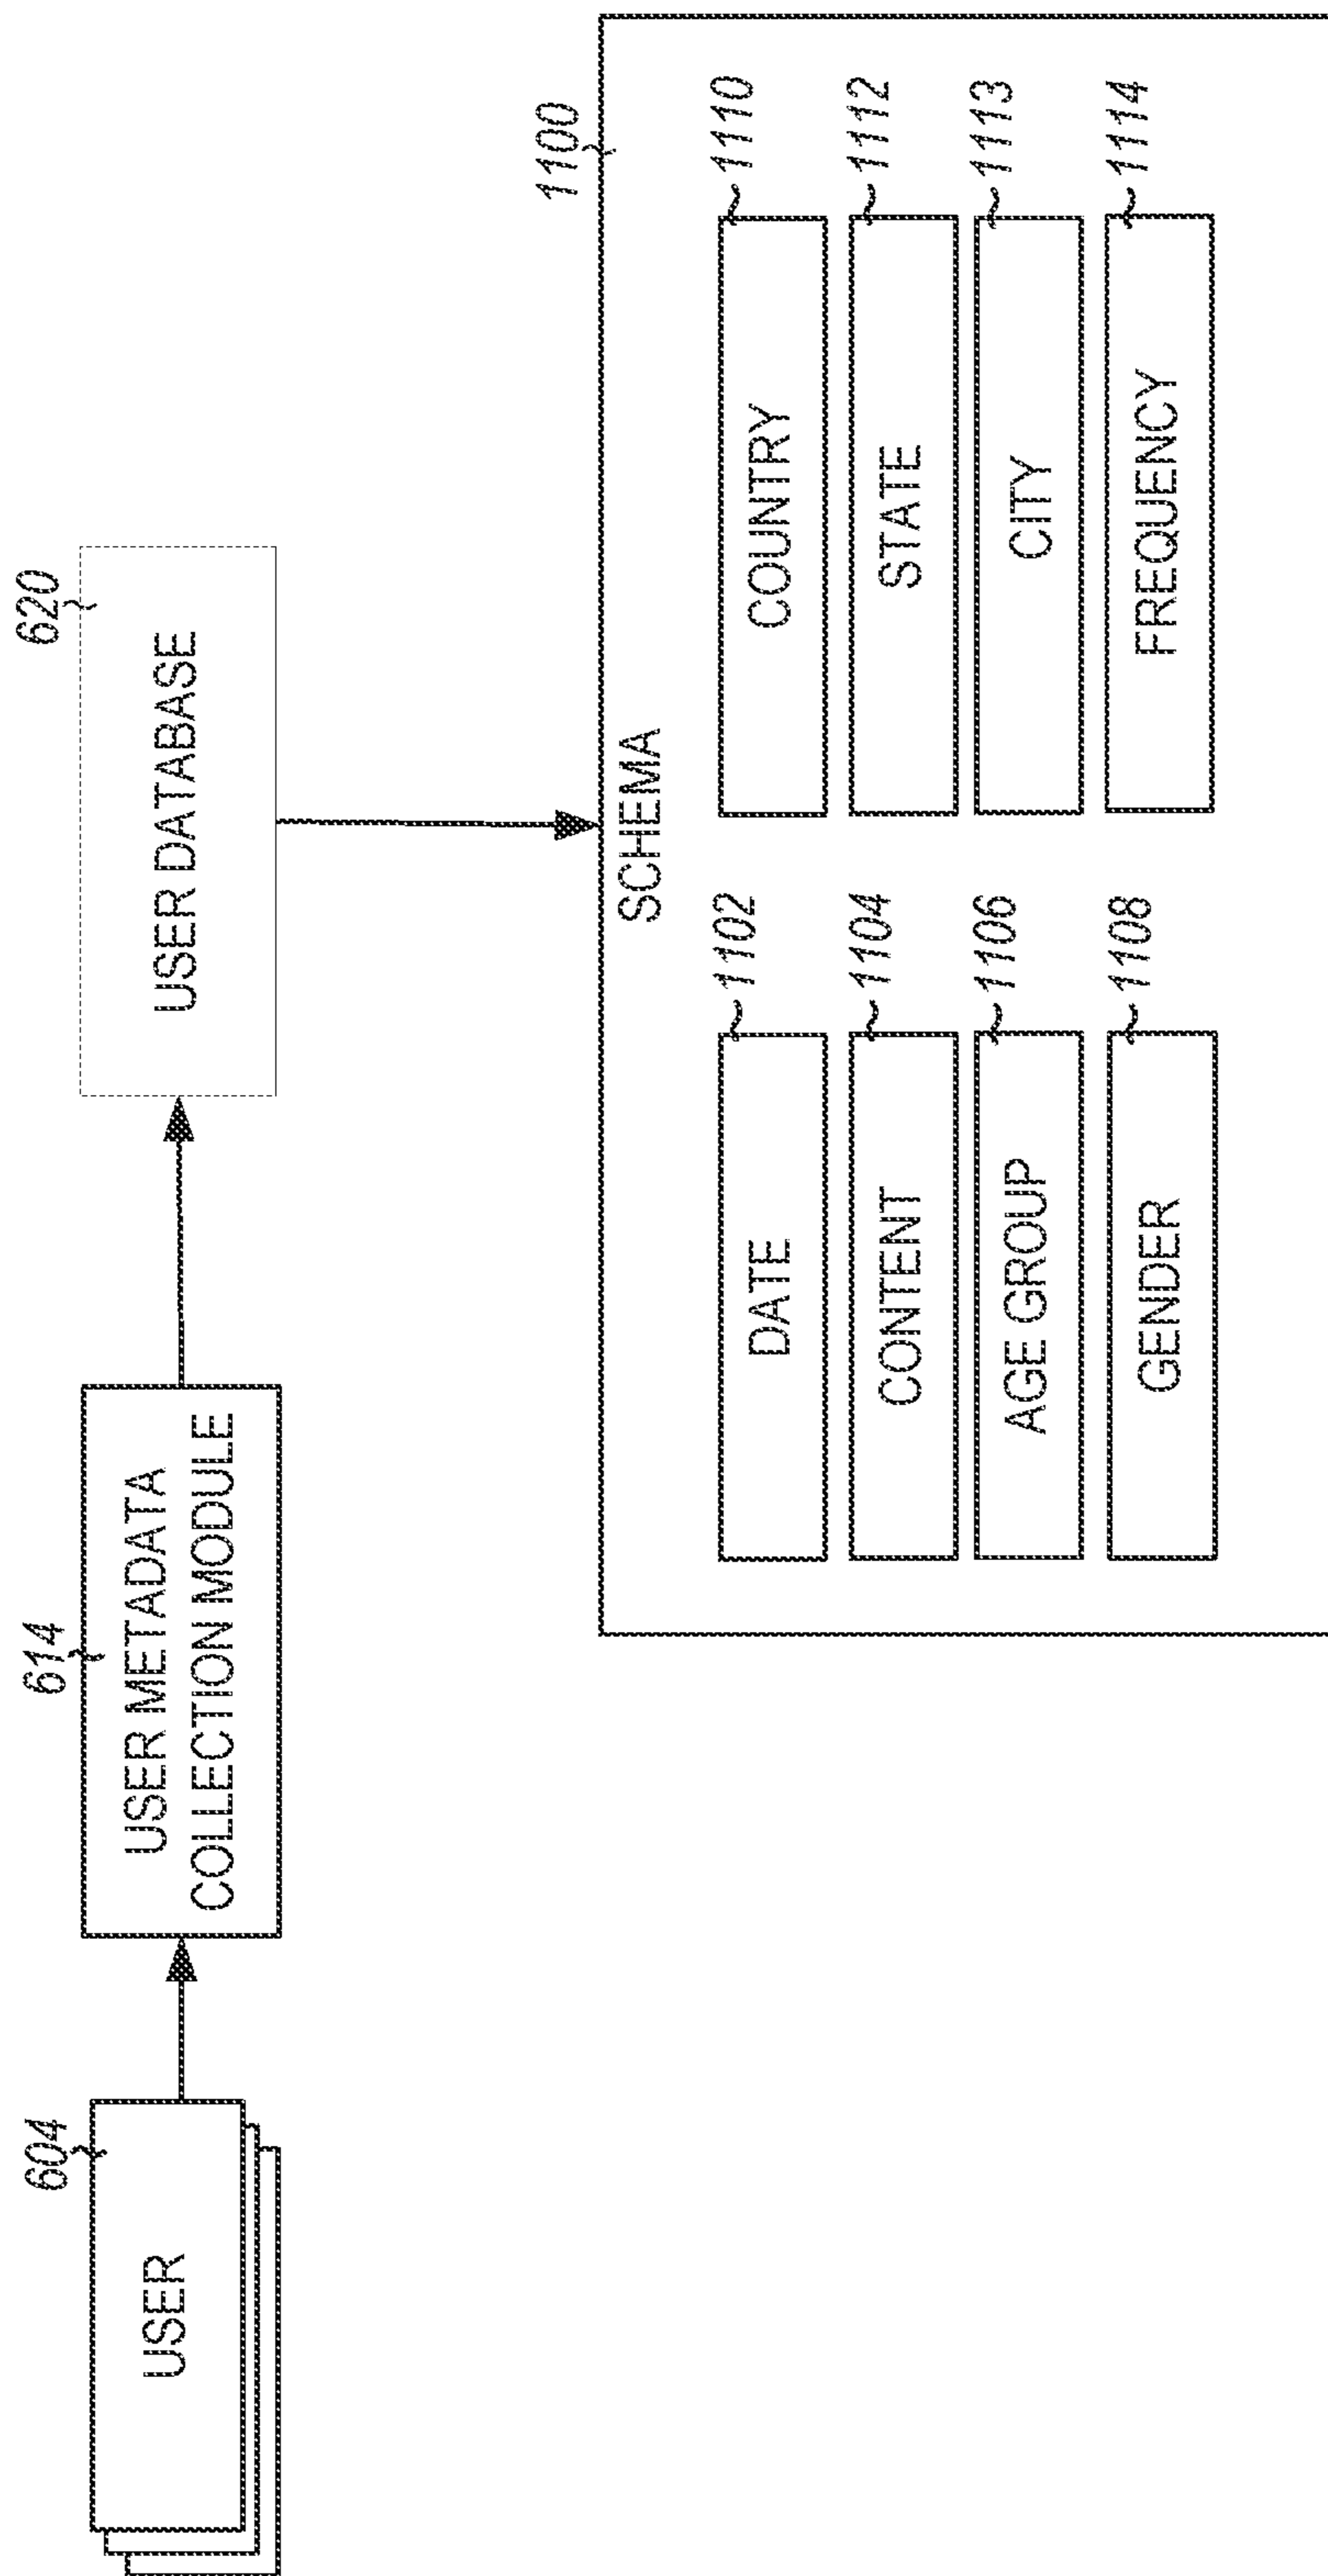 604
USER
614
USER METADATA
COLLECTION MODULE
620
USER DATABASE
1100
SCHEMA
DATE
1102
COUNTRY
1110
CONTENT
1104
STATE
1112
AGE GROUP
1106
CITY
1113
GENDER
1108
FREQUENCY
1114